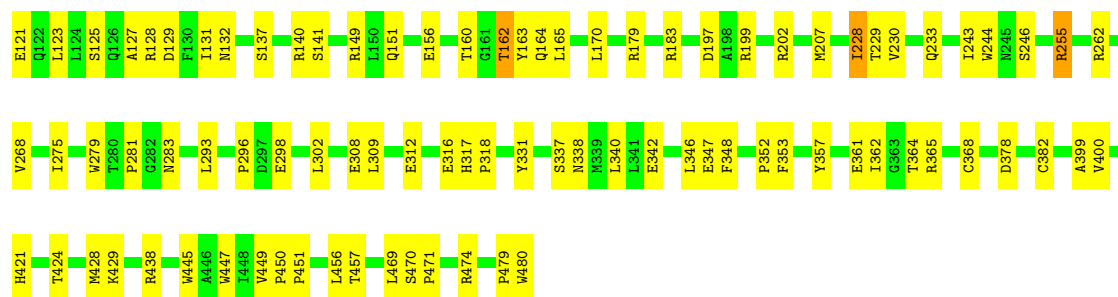 E121 Q122 L123 L124 S125 Q126 A127 R128 D129 F130 I131 N132 S137 R140 S141 R149 L150 Q151 E156 T160 G161 T162 Y163 Q164 L165 L170 R179 R183 D197 A198 R199 R202 M207 I228 T229 V230 Q233 I243 W244 N245 S246 R255 R262
V268 I275 W279 T280 P281 G282 N283 L293 P296 D297 E298 L302 E308 L309 E312 E316 H317 P318 Y331 S337 N338 M339 L340 L341 E342 L346 E347 F348 P352 F353 Y357 E361 I362 G363 T364 R365 C368 D378 C382 A399 V400
H421 T424 M428 K429 R438 W445 A446 W447 I448 V449 P450 P451 L456 T457 L469 S470 P471 R474 P479 W480